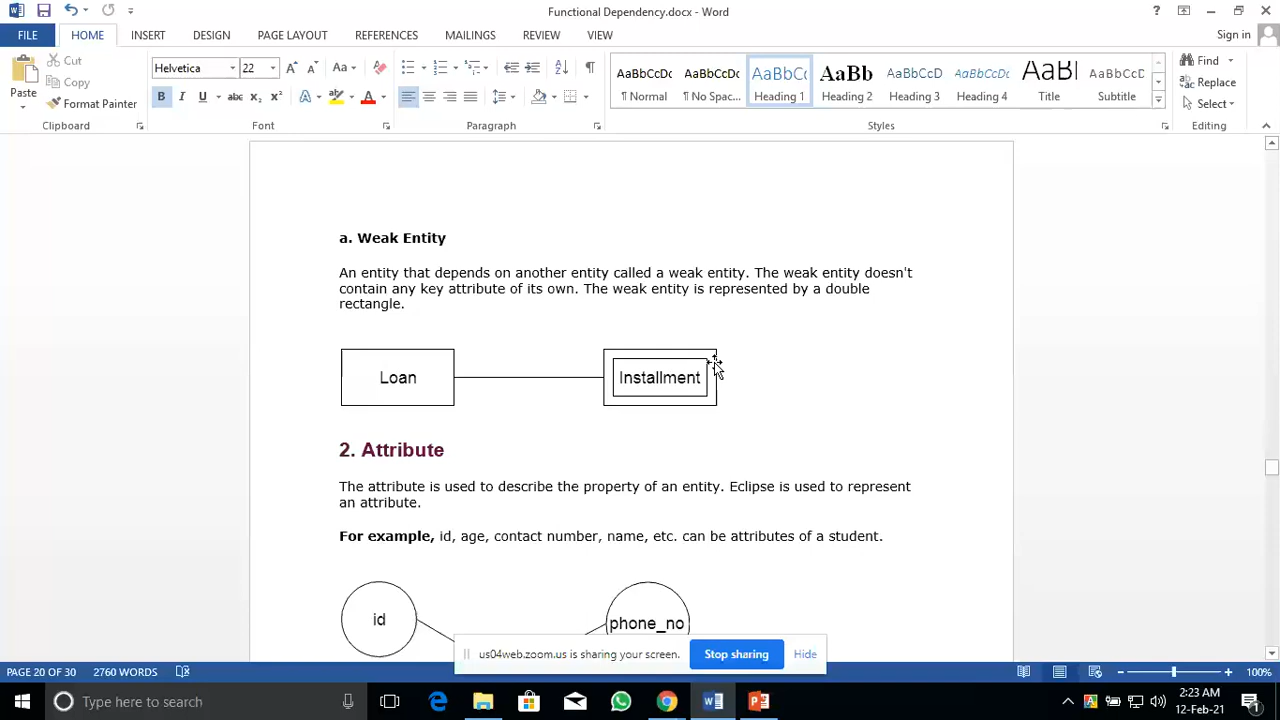 Functional Dependency.docx - Word
?
FILE HOME INSERT DESIGN PAGE LAYOUT REFERENCES MAILINGS REVIEW VIEW Sign in
Paste
Cut
Copy
Format Painter
Clipboard
Helvetica 22
B I U abc x₂ x²
Font
Paragraph
AaBbCcDc AaBbCcDc AaBbCc AaBb AaBbCcD AaBbCcD AaBl AaBbCcD
¶ Normal ¶ No Spac... Heading 1 Heading 2 Heading 3 Heading 4 Title Subtitle
Styles
Find
Replace
Select
Editing
a. Weak Entity
An entity that depends on another entity called a weak entity. The weak entity doesn't
contain any key attribute of its own. The weak entity is represented by a double
rectangle.
Loan Installment
2. Attribute
The attribute is used to describe the property of an entity. Eclipse is used to represent
an attribute.
For example, id, age, contact number, name, etc. can be attributes of a student.
id phone_no
us04web.zoom.us is sharing your screen. Stop sharing Hide
PAGE 20 OF 30 2760 WORDS 100%
Type here to search
2:23 AM
12-Feb-21